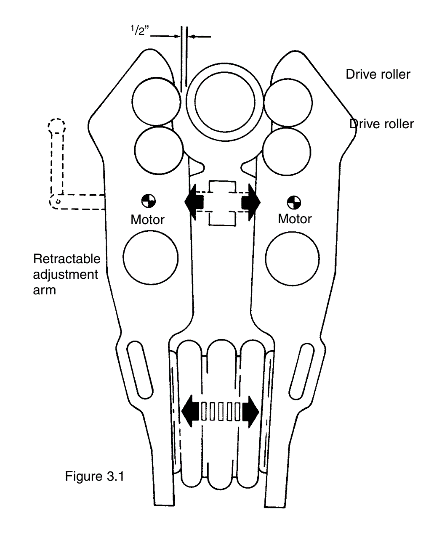 1/2"
Drive roller
Drive roller
Motor
Motor
Retractable
adjustment
arm
Figure 3.1